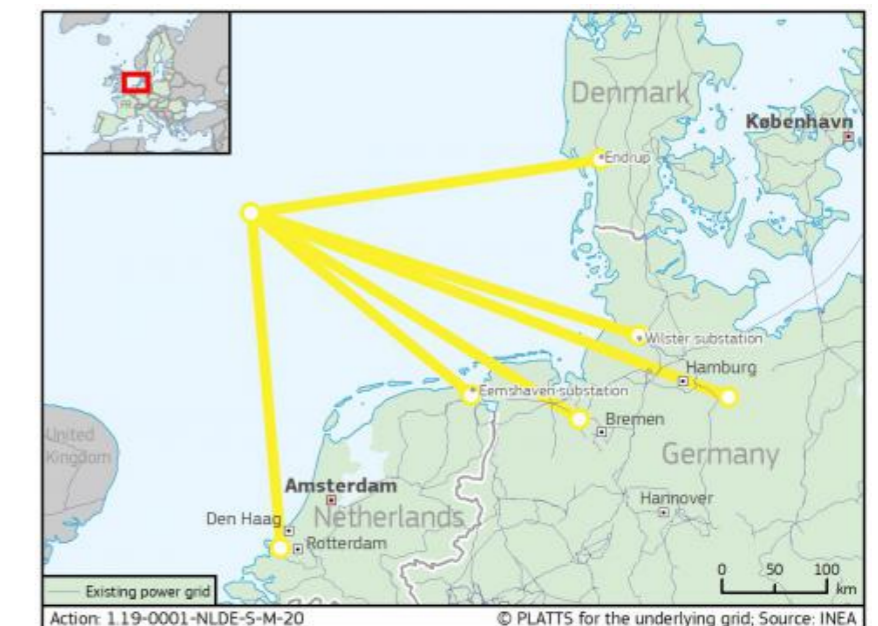 Denmark
København
Endrup
Wilster substation
Hamburg
Eemshaven substation
Bremen
United
Kingdom
Germany
Amsterdam
Hannover
Den Haag
Netherlands
Rotterdam
0 50 100
km
Existing power grid
Action: 1.19-0001-NLDE-S-M-20
© PLATTS for the underlying grid; Source: INEA